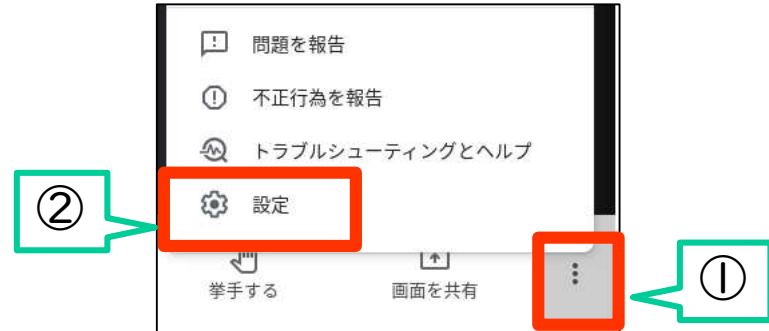 問題を報告
不正行為を報告
トラブルシューティングとヘルプ
② 設定
挙手する 画面を共有 ①